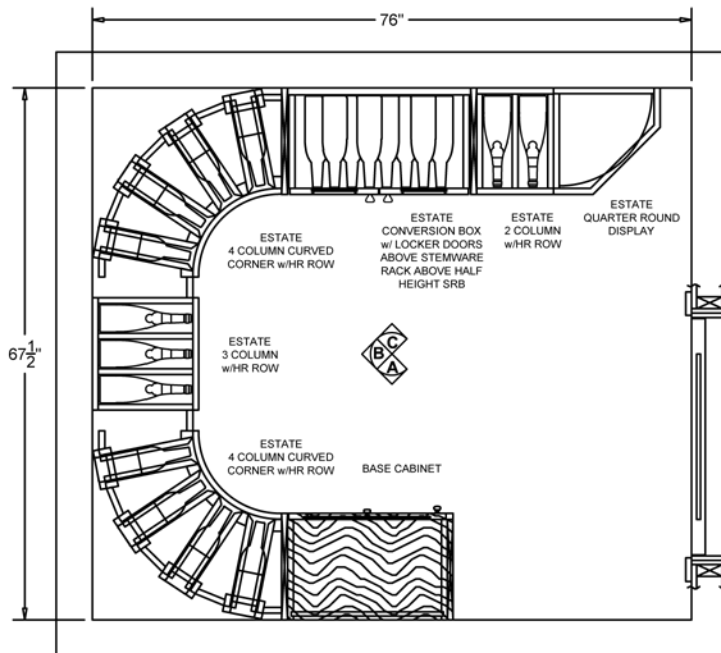 76"
67 1/2"
ESTATE
4 COLUMN CURVED
CORNER w/HR ROW
ESTATE
CONVERSION BOX
w/ LOCKER DOORS
ABOVE STEMWARE
RACK ABOVE HALF
HEIGHT SRB
ESTATE
2 COLUMN
w/HR ROW
ESTATE
QUARTER ROUND
DISPLAY
ESTATE
3 COLUMN
w/HR ROW
C
B
A
ESTATE
4 COLUMN CURVED
CORNER w/HR ROW
BASE CABINET